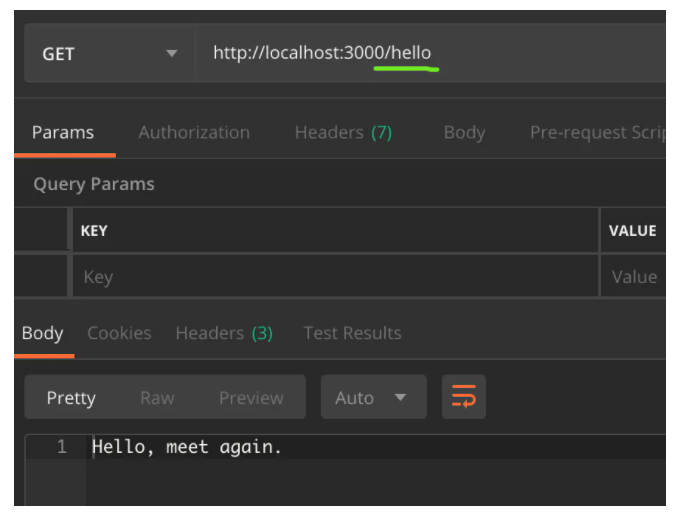 GET http://localhost:3000/hello
Params Authorization Headers (7) Body Pre-request Scrip
Query Params
KEY VALUE
Key Value
Body Cookies Headers (3) Test Results
Pretty Raw Preview Auto
1 Hello, meet again.